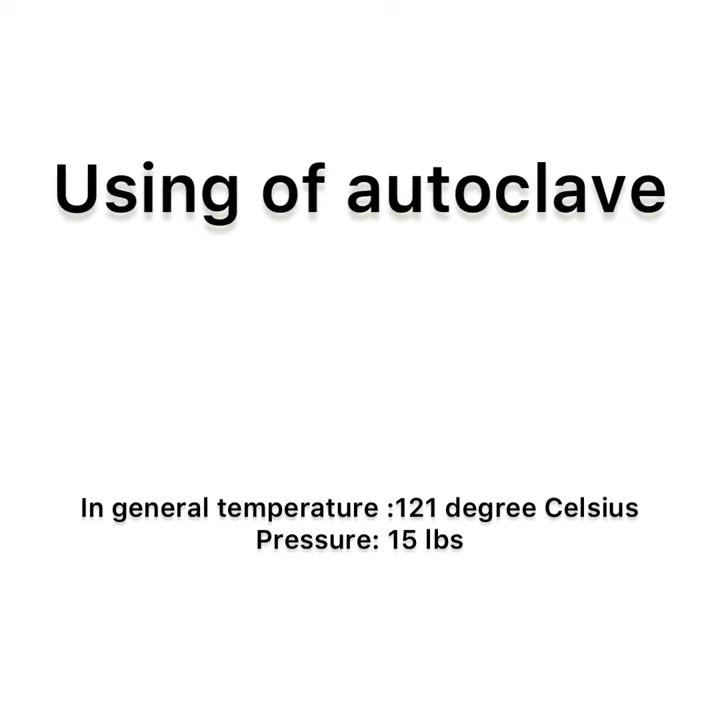 Using of autoclave
In general temperature :121 degree Celsius
Pressure: 15 lbs